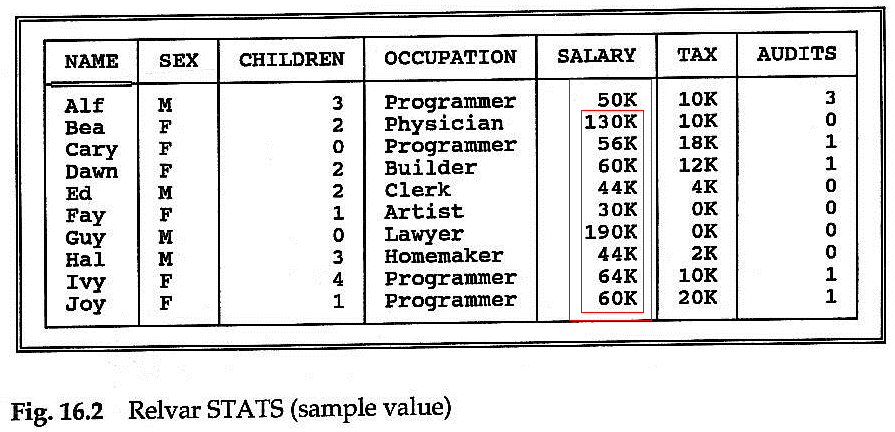 NAME SEX CHILDREN OCCUPATION SALARY TAX AUDITS
Alf M 3 Programmer 50K 10K 3
Bea F 2 Physician 130K 10K 0
Cary F 0 Programmer 56K 18K 1
Dawn F 2 Builder 60K 12K 1
Ed M 2 Clerk 44K 4K 0
Fay F 1 Artist 30K 0K 0
Guy M 0 Lawyer 190K 0K 0
Hal M 3 Homemaker 44K 2K 0
Ivy F 4 Programmer 64K 10K 1
Joy F 1 Programmer 60K 20K 1
Fig. 16.2 Relvar STATS (sample value)